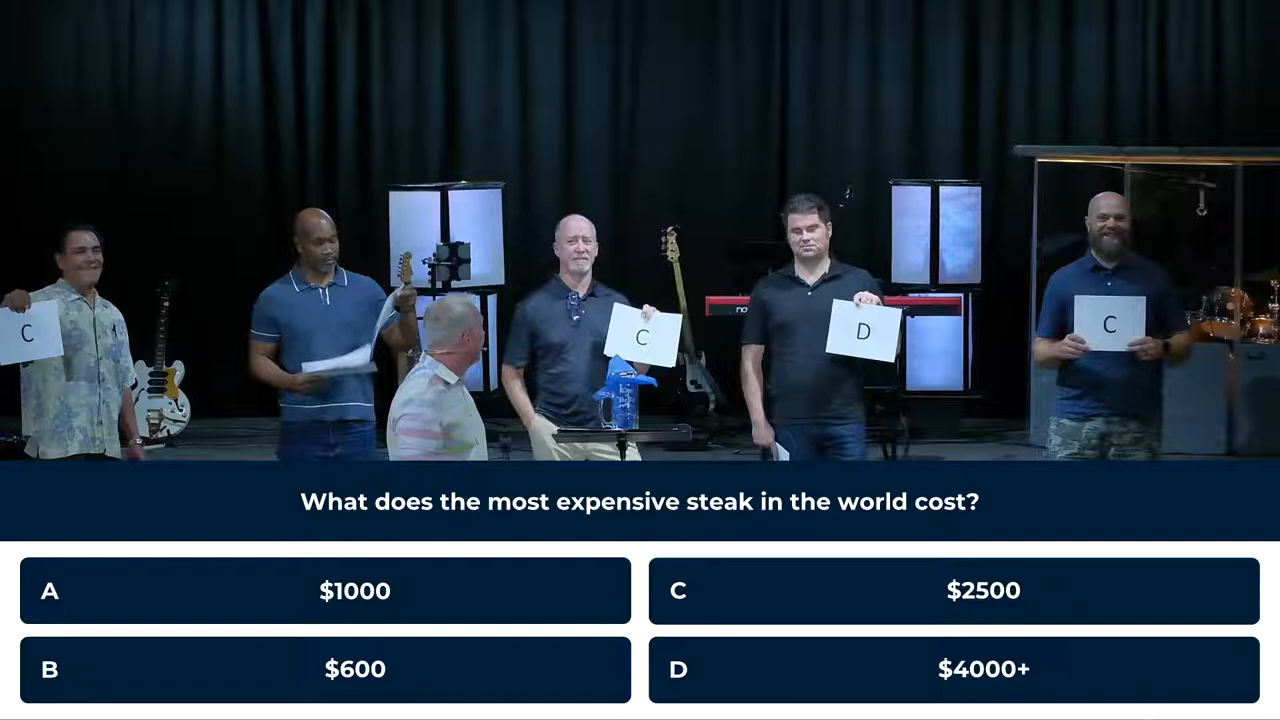 C
C
D
C
What does the most expensive steak in the world cost?
A $1000
C $2500
B $600
D $4000+